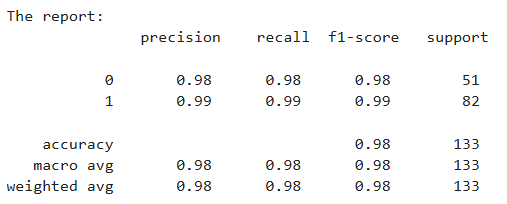 The report:
precision recall f1-score support
0 0.98 0.98 0.98 51
1 0.99 0.99 0.99 82
accuracy 0.98 133
macro avg 0.98 0.98 0.98 133
weighted avg 0.98 0.98 0.98 133